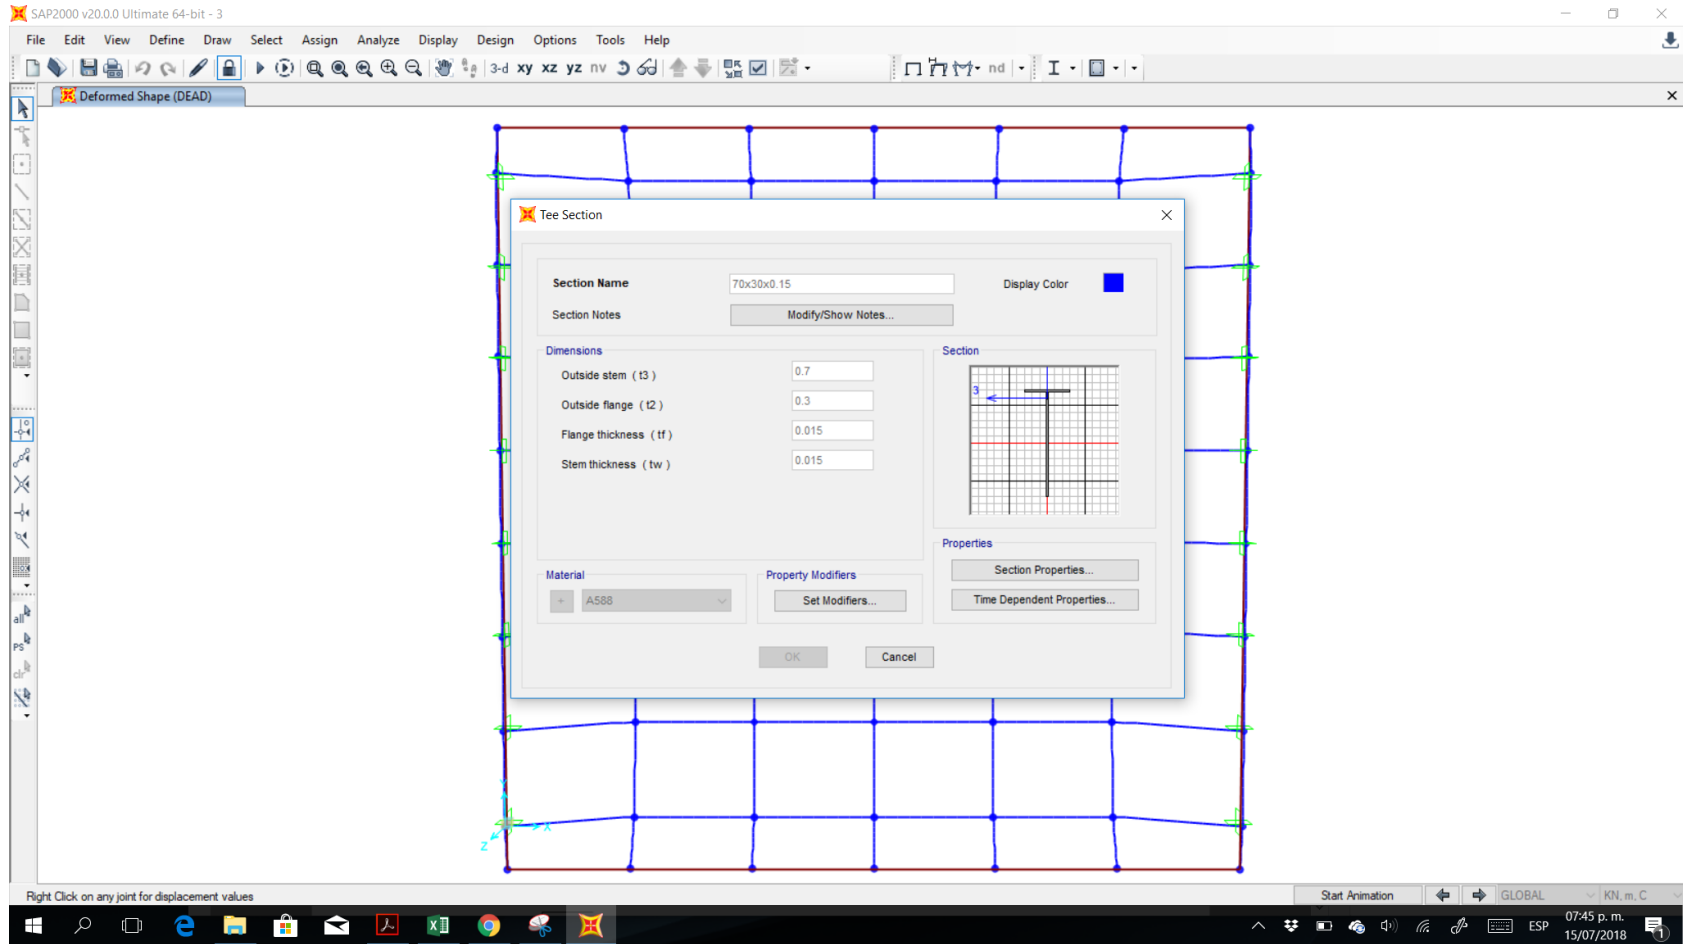 SAP2000 v20.0.0 Ultimate 64-bit - 3
File Edit View Define Draw Select Assign Analyze Display Design Options Tools Help
3-d xy xz yz nv nd
Deformed Shape (DEAD)
Tee Section
Section Name 70x30x0.15 Display Color
Section Notes Modify/Show Notes...
Dimensions
Outside stem ( t3 ) 0.7
Outside flange ( t2 ) 0.3
Flange thickness ( tf ) 0.015
Stem thickness ( tw ) 0.015
Section
3
Properties
Section Properties...
Time Dependent Properties...
Material
+ A588
Property Modifiers
Set Modifiers...
OK Cancel
all
PS
clr
Y
X
Z
Right Click on any joint for displacement values
Start Animation
GLOBAL
KN, m, C
ESP
07:45 p. m.
15/07/2018
1